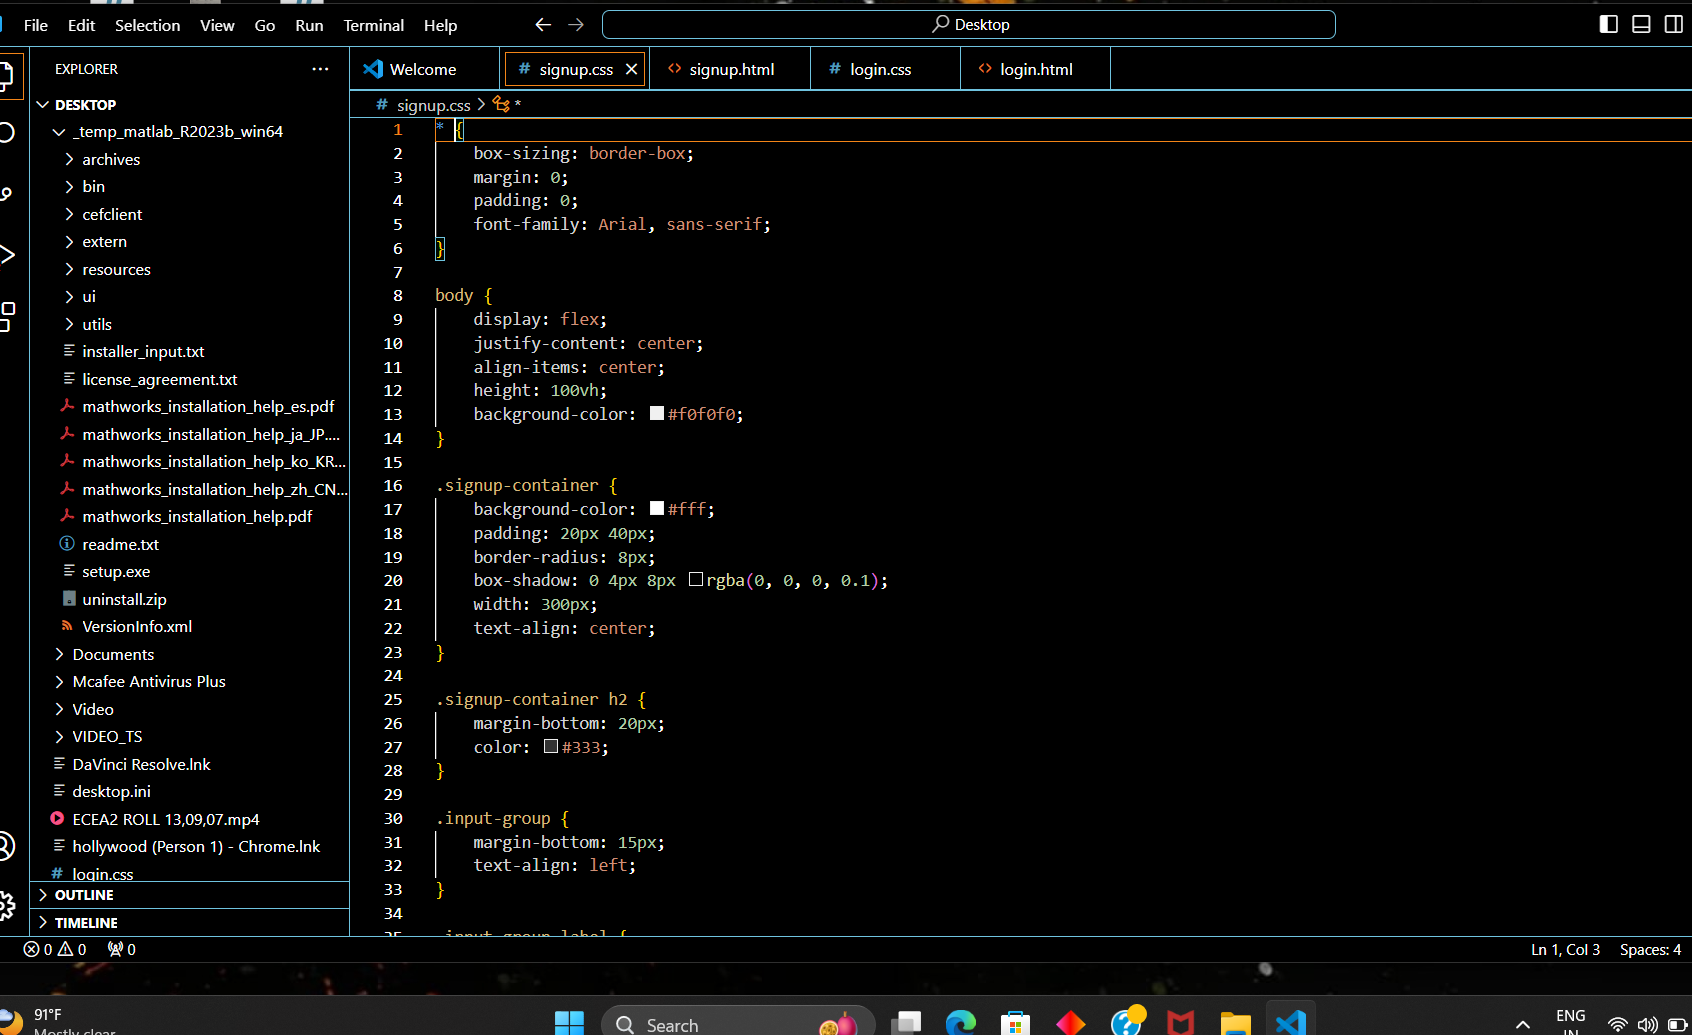 File Edit Selection View Go Run Terminal Help
Desktop
EXPLORER ...
Welcome
# signup.css
<> signup.html
# login.css
<> login.html
DESKTOP
_temp_matlab_R2023b_win64
archives
bin
cefclient
extern
resources
ui
utils
installer_input.txt
license_agreement.txt
mathworks_installation_help_es.pdf
mathworks_installation_help_ja_JP....
mathworks_installation_help_ko_KR...
mathworks_installation_help_zh_CN...
mathworks_installation_help.pdf
readme.txt
setup.exe
uninstall.zip
VersionInfo.xml
Documents
Mcafee Antivirus Plus
Video
VIDEO_TS
DaVinci Resolve.lnk
desktop.ini
ECEA2 ROLL 13,09,07.mp4
hollywood (Person 1) - Chrome.lnk
# login.css
OUTLINE
TIMELINE
# signup.css > *
1 * {
2 box-sizing: border-box;
3 margin: 0;
4 padding: 0;
5 font-family: Arial, sans-serif;
6 }
7
8 body {
9 display: flex;
10 justify-content: center;
11 align-items: center;
12 height: 100vh;
13 background-color: #f0f0f0;
14 }
15
16 .signup-container {
17 background-color: #fff;
18 padding: 20px 40px;
19 border-radius: 8px;
20 box-shadow: 0 4px 8px rgba(0, 0, 0, 0.1);
21 width: 300px;
22 text-align: center;
23 }
24
25 .signup-container h2 {
26 margin-bottom: 20px;
27 color: #333;
28 }
29
30 .input-group {
31 margin-bottom: 15px;
32 text-align: left;
33 }
34
35 .input-group label {
0 0 0
Ln 1, Col 3 Spaces: 4
91°F
Mostly clear
Search
ENG
IN